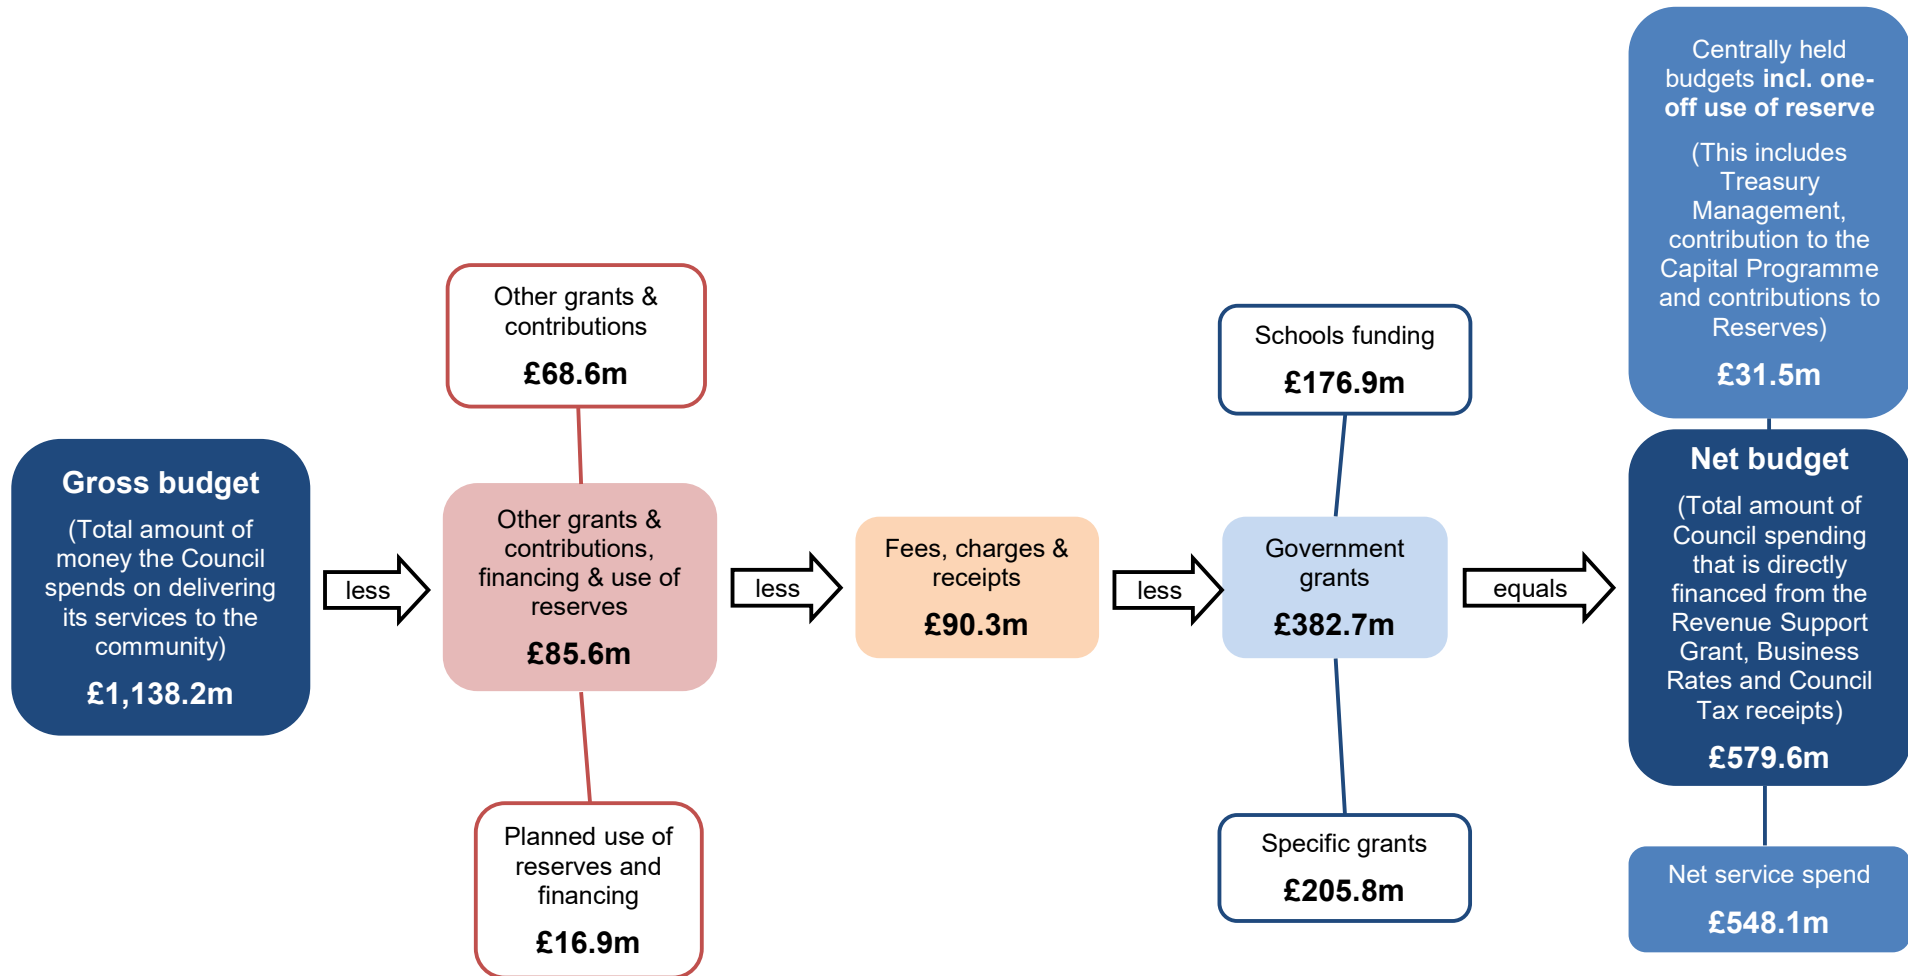 Gross budget
(Total amount of
money the Council
spends on delivering
its services to the
community)
£1,138.2m
less
Other grants &
contributions
£68.6m
Other grants &
contributions,
financing & use of
reserves
£85.6m
Planned use of
reserves and
financing
£16.9m
less
Fees, charges &
receipts
£90.3m
less
Schools funding
£176.9m
Government
grants
£382.7m
Specific grants
£205.8m
equals
Centrally held
budgets incl. one-
off use of reserve
(This includes
Treasury
Management,
contribution to the
Capital Programme
and contributions to
Reserves)
£31.5m
Net budget
(Total amount of
Council spending
that is directly
financed from the
Revenue Support
Grant, Business
Rates and Council
Tax receipts)
£579.6m
Net service spend
£548.1m